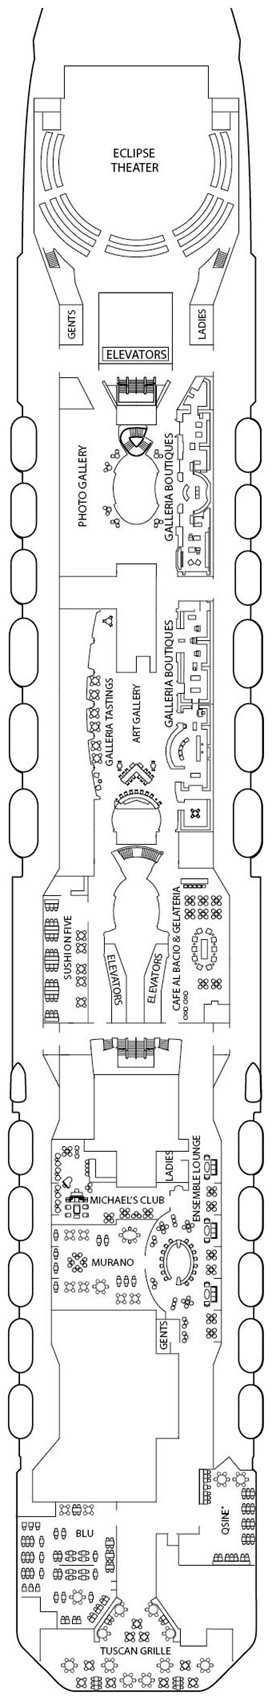 ECLIPSE
THEATER
GENTS
LADIES
ELEVATORS
PHOTO GALLERY
GALLERIA BOUTIQUES
GALLERIA TASTINGS
ART GALLERY
GALLERIA BOUTIQUES
SUSHI ON FIVE
ELEVATORS
ELEVATORS
CAFE AL BACIO & GELATERIA
LADIES
ENSEMBLE LOUNGE
MICHAEL'S CLUB
MURANO
GENTS
QSINE*
BLU
TUSCAN GRILLE